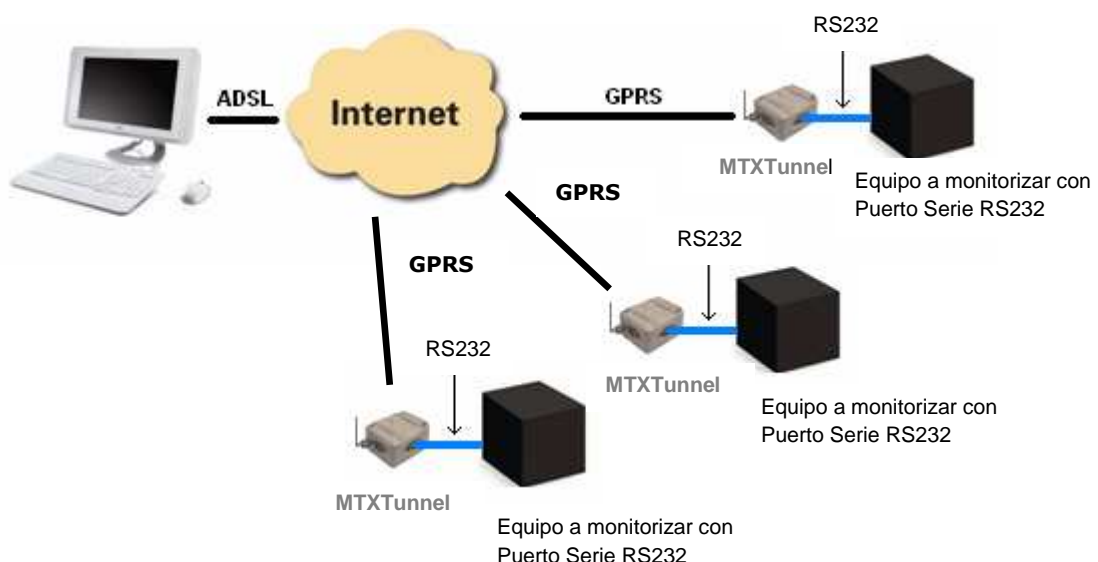 RS232
ADSL
Internet
GPRS
MTXTunnel
Equipo a monitorizar con
Puerto Serie RS232
GPRS
RS232
GPRS
MTXTunnel
RS232
Equipo a monitorizar con
Puerto Serie RS232
MTXTunnel
Equipo a monitorizar con
Puerto Serie RS232